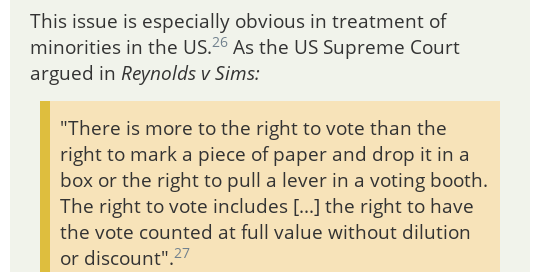 This issue is especially obvious in treatment of
minorities in the US.26 As the US Supreme Court
argued in Reynolds v Sims:
"There is more to the right to vote than the
right to mark a piece of paper and drop it in a
box or the right to pull a lever in a voting booth.
The right to vote includes [...] the right to have
the vote counted at full value without dilution
or discount".27